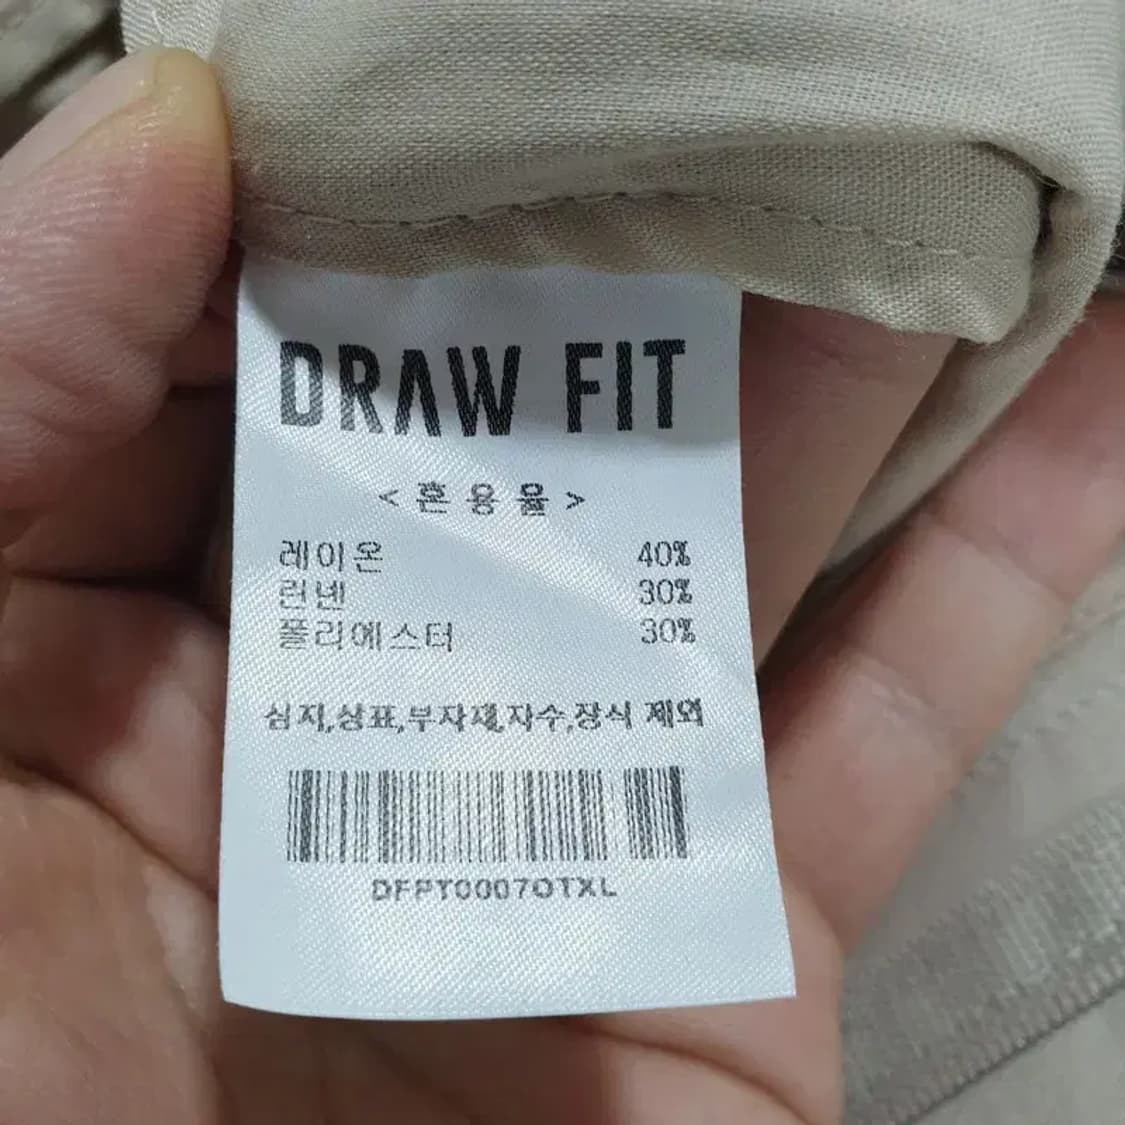 DRAW FIT
<혼용율>
레이온 40%
린넨 30%
폴리에스터 30%
심지,상표,부자재,자수,장식 제외
DFPT0007OTXL